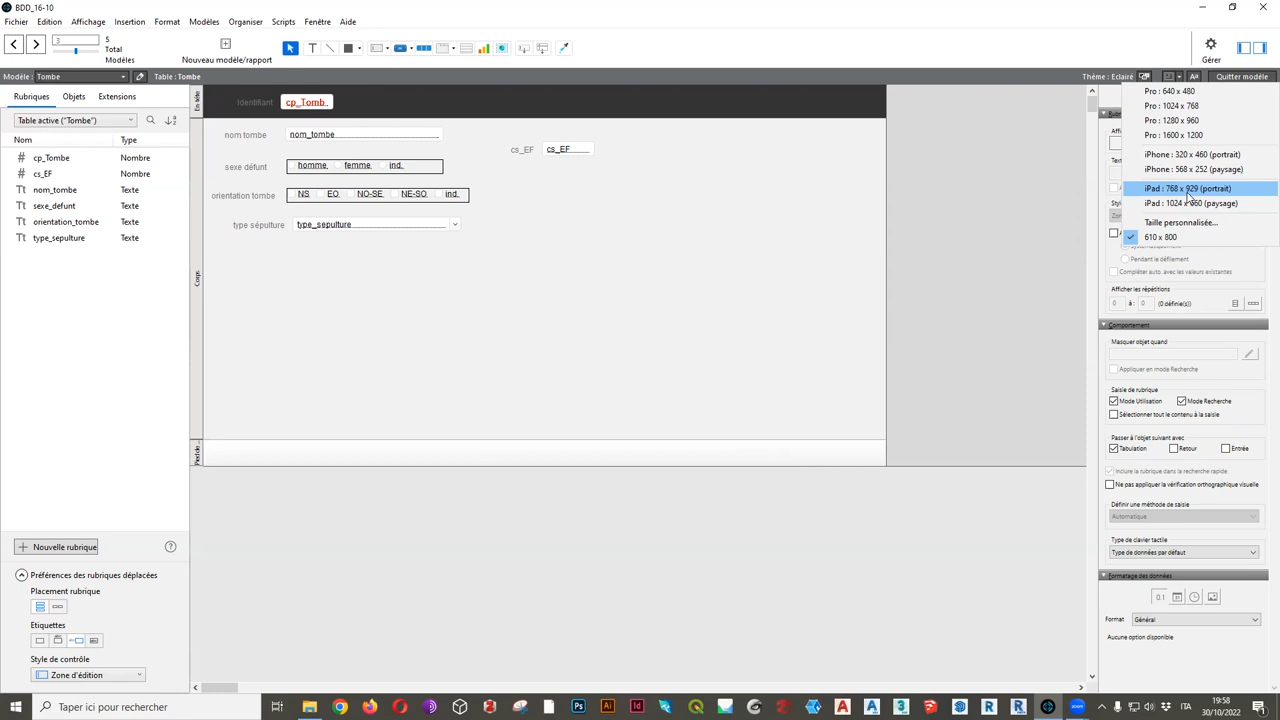 BDD_16-10
Fichier Edition Affichage Insertion Format Modèles Organiser Scripts Fenêtre Aide
3
5
Total
Modèles
Nouveau modèle/rapport
Gérer
Modèle : Tombe
Table : Tombe
Thème : Eclairé
Quitter modèle
Rubriques Objets Extensions
Table active ("Tombe")
Nom Type
cp_Tombe Nombre
cs_EF Nombre
nom_tombe Texte
sexe_defunt Texte
orientation_tombe Texte
type_sepulture Texte
Nouvelle rubrique
Préférences des rubriques déplacées
Placement rubrique
Etiquettes
Style de contrôle
Zone d'édition
En-tête
Identifiant cp_Tomb
nom tombe nom_tombe
cs_EF cs_EF
sexe défunt homme femme ind.
orientation tombe NS EO NO-SE NE-SO ind.
type sépulture type_sepulture
Corps
Pied de...
Pro : 640 x 480
Pro : 1024 x 768
Pro : 1280 x 960
Pro : 1600 x 1200
iPhone : 320 x 460 (portrait)
iPhone : 568 x 252 (paysage)
iPad : 768 x 929 (portrait)
(paysage)
Taille personnalisée...
610 x 800
Pendant le défilement
Compléter auto. avec les valeurs existantes
Afficher les répétitions
0 à : 0 (0 définie(s))
Comportement
Masquer objet quand
Appliquer en mode Recherche
Saisie de rubrique
Mode Utilisation Mode Recherche
Sélectionner tout le contenu à la saisie
Passer à l'objet suivant avec
Tabulation Retour Entrée
Inclure la rubrique dans la recherche rapide
Ne pas appliquer la vérification orthographique visuelle
Définir une méthode de saisie
Automatique
Type de clavier tactile
Type de données par défaut
Formatage des données
Format Général
Aucune option disponible
Taper ici pour rechercher
19:58
30/10/2022